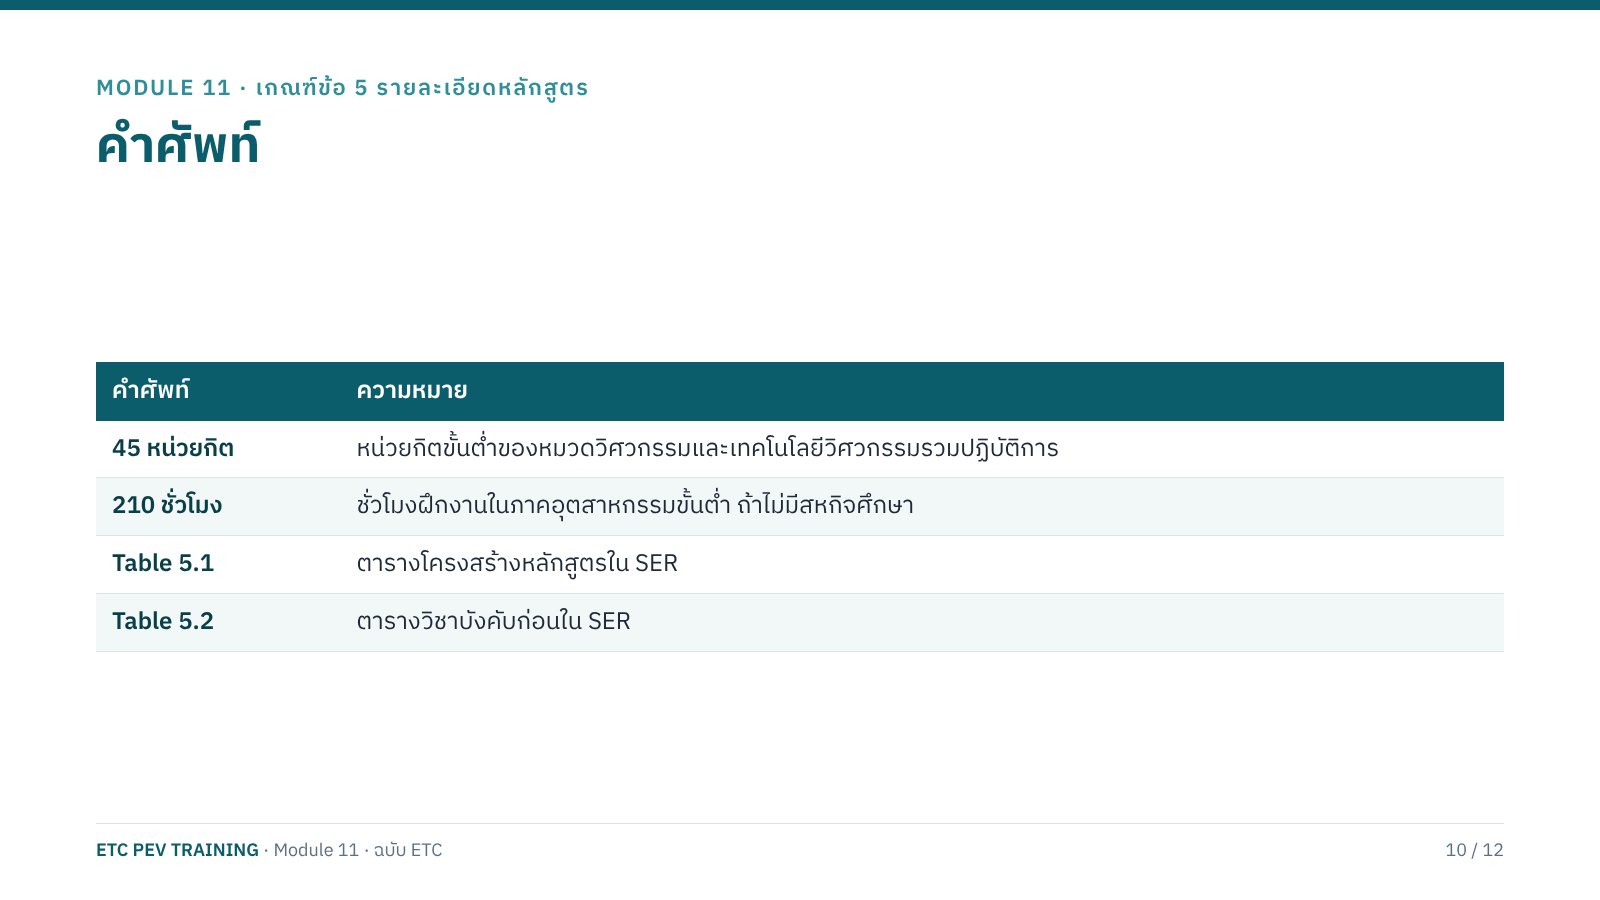 MODULE 11 · เกณฑ์ข้อ 5 รายละเอียดหลักสูตร
คำศัพท์
คำศัพท์ ความหมาย
45 หน่วยกิต หน่วยกิตขั้นต่ำของหมวดวิศวกรรมและเทคโนโลยีวิศวกรรมรวมปฏิบัติการ
210 ชั่วโมง ชั่วโมงฝึกงานในภาคอุตสาหกรรมขั้นต่ำ ถ้าไม่มีสหกิจศึกษา
Table 5.1 ตารางโครงสร้างหลักสูตรใน SER
Table 5.2 ตารางวิชาบังคับก่อนใน SER
ETC PEV TRAINING · Module 11 · ฉบับ ETC 10 / 12